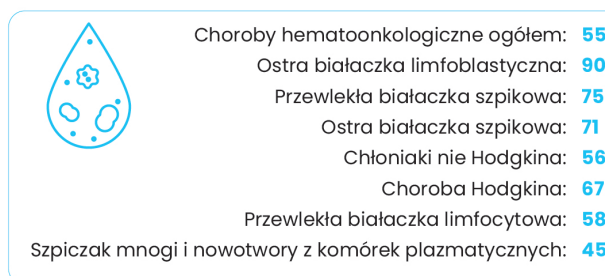 Choroby hematoonkologiczne ogółem: 55
Ostra białaczka limfoblastyczna: 90
Przewlekła białaczka szpikowa: 75
Ostra białaczka szpikowa: 71
Chłoniaki nie Hodgkina: 56
Choroba Hodgkina: 67
Przewlekła białaczka limfocytowa: 58
Szpiczak mnogi i nowotwory z komórek plazmatycznych: 45